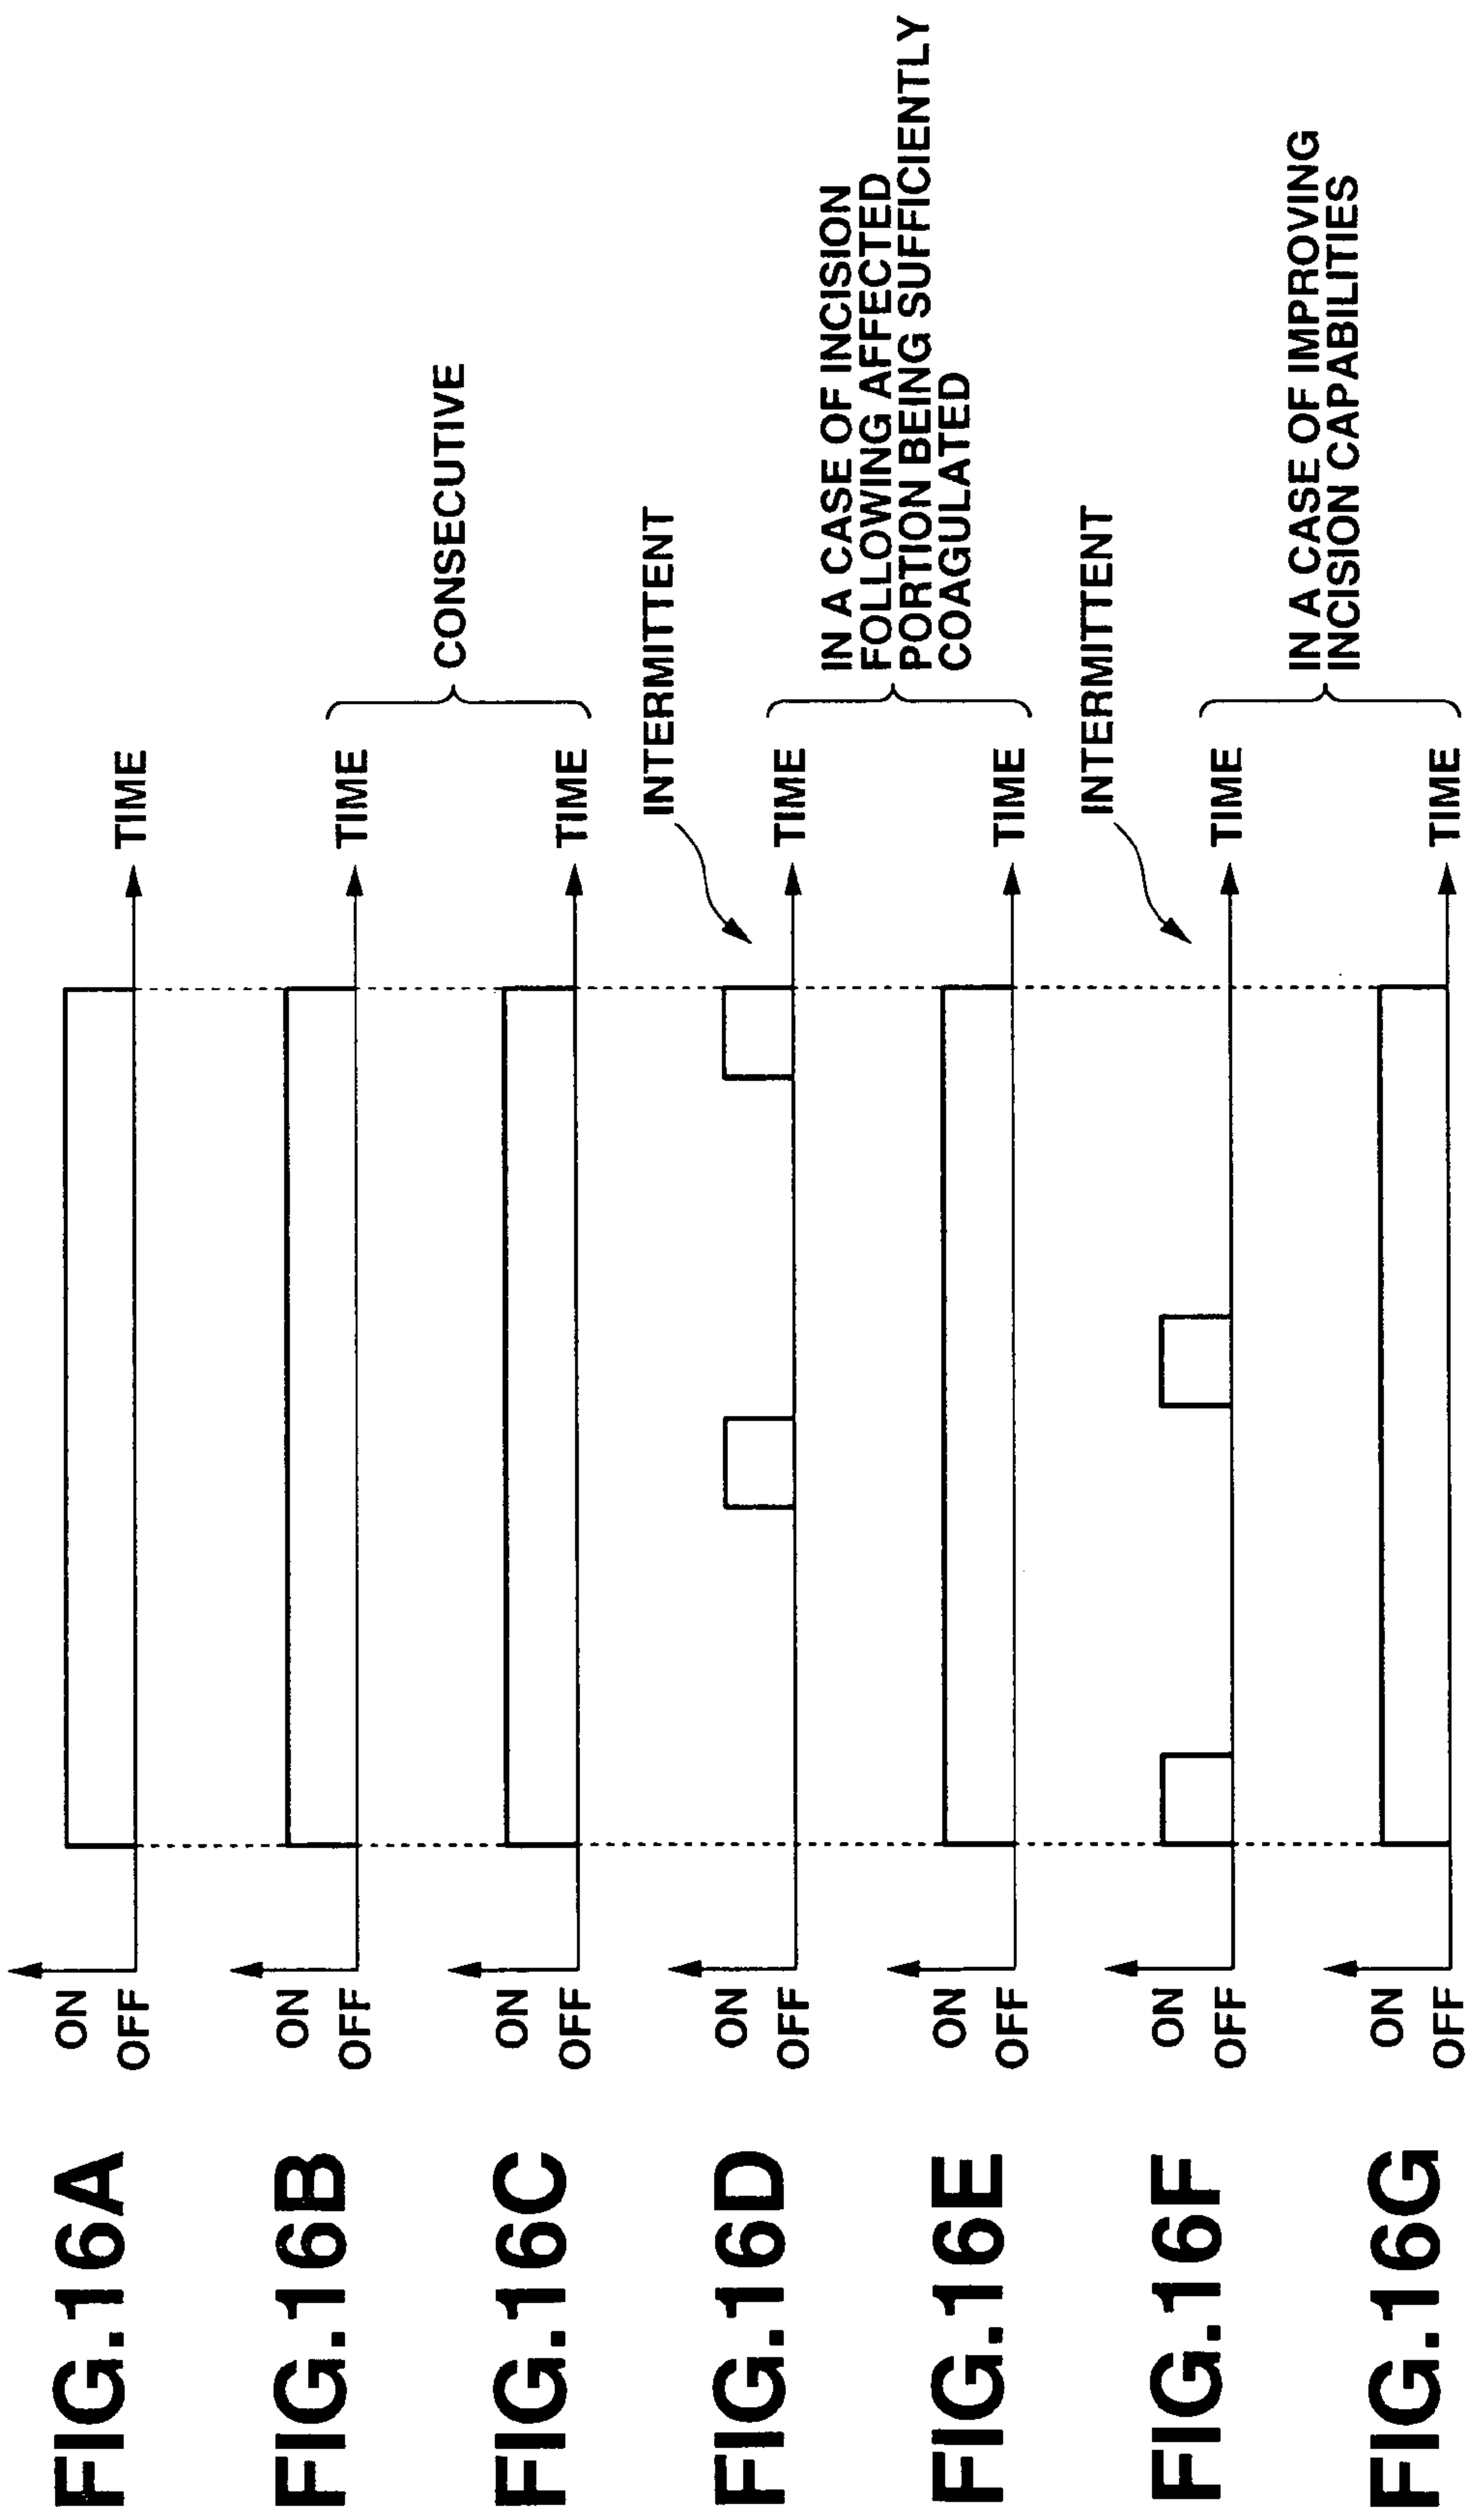 FIG.16A
ON
OFF
TIME
FIG.16B
ON
OFF
TIME
CONSECUTIVE
FIG.16C
ON
OFF
TIME
INTERMITTENT
FIG.16D
ON
OFF
TIME
IN A CASE OF INCISION
FOLLOWING AFFECTED
PORTION BEING SUFFICIENTLY
COAGULATED
FIG.16E
ON
OFF
TIME
INTERMITTENT
FIG.16F
ON
OFF
TIME
IN A CASE OF IMPROVING
INCISION CAPABILITIES
FIG.16G
ON
OFF
TIME